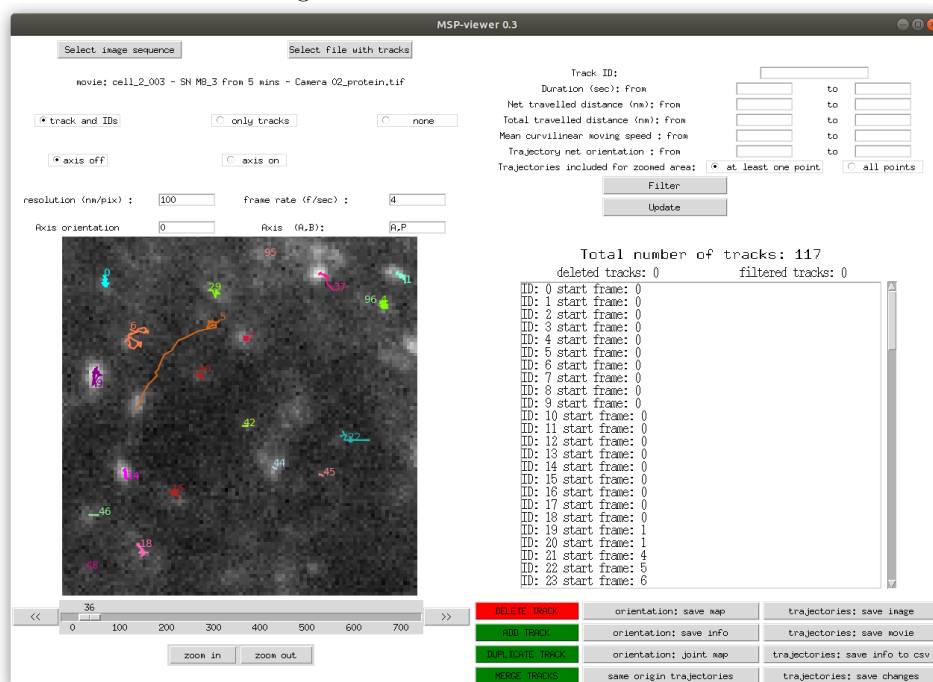 MSP-viewer 0.3
Select image sequence
Select file with tracks
movie: cell_2_003 - SN M8_3 from 5 mins - Camera 02_protein.tif
track and IDs
only tracks
none
axis off
axis on
resolution (nm/pix) : 100
frame rate (f/sec) : 4
Axis orientation 0
Axis (A,B): A,P
Track ID:
Duration (sec): from to
Net travelled distance (nm): from to
Total travelled distance (nm): from to
Mean curvilinear moving speed : from to
Trajectory net orientation : from to
Trajectories included for zoomed area: at least one point all points
Filter
Update
Total number of tracks: 117
deleted tracks: 0 filtered tracks: 0
ID: 0 start frame: 0
ID: 1 start frame: 0
ID: 2 start frame: 0
ID: 3 start frame: 0
ID: 4 start frame: 0
ID: 5 start frame: 0
ID: 6 start frame: 0
ID: 7 start frame: 0
ID: 8 start frame: 0
ID: 9 start frame: 0
ID: 10 start frame: 0
ID: 11 start frame: 0
ID: 12 start frame: 0
ID: 13 start frame: 0
ID: 14 start frame: 0
ID: 15 start frame: 0
ID: 16 start frame: 0
ID: 17 start frame: 0
ID: 18 start frame: 0
ID: 19 start frame: 1
ID: 20 start frame: 1
ID: 21 start frame: 4
ID: 22 start frame: 5
ID: 23 start frame: 6
95
0
29
37
1
96
5
6
9
42
44
45
46
18
48
36
<<
>>
0 100 200 300 400 500 600 700
zoom in
zoom out
DELETE TRACK
orientation: save map
trajectories: save image
ADD TRACK
orientation: save info
trajectories: save movie
DUPLICATE TRACK
orientation: joint map
trajectories: save info to csv
MERGE TRACKS
same origin trajectories
trajectories: save changes